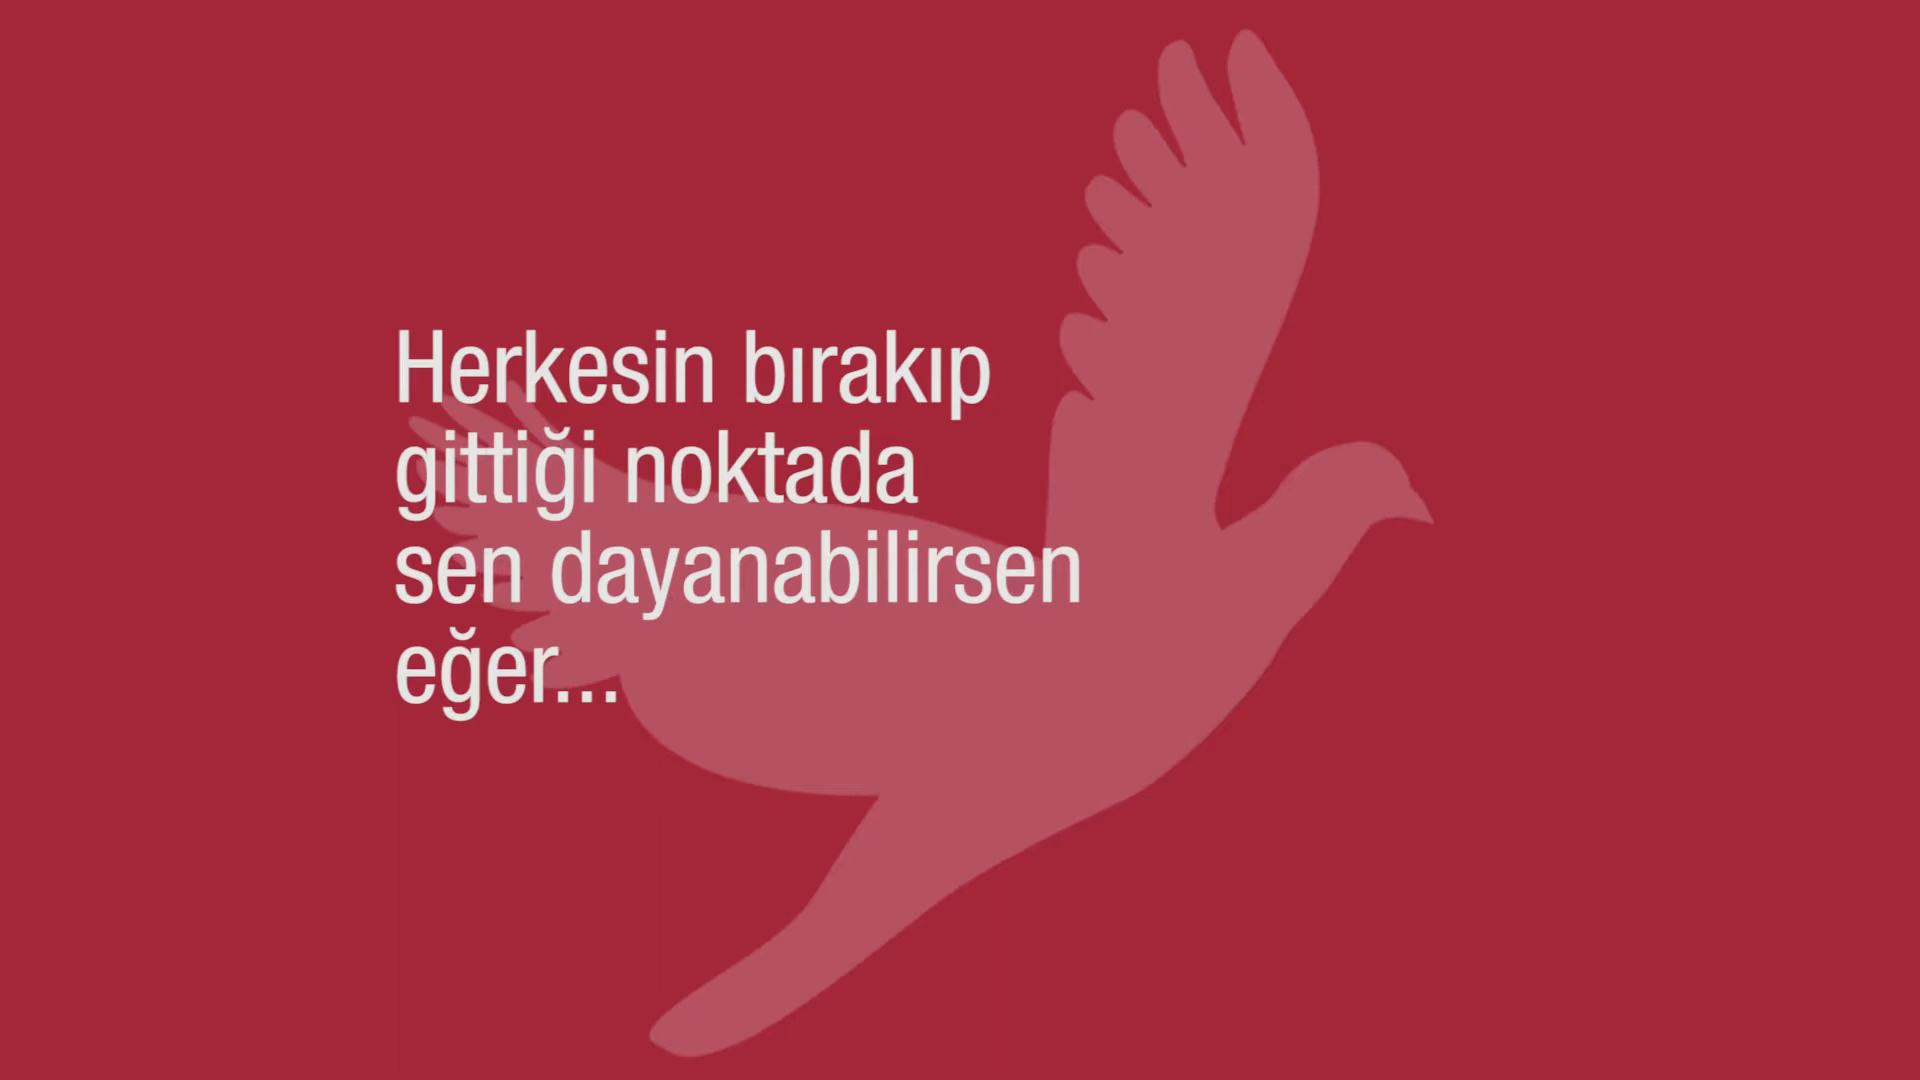 Herkesin bırakıp
gittiği noktada
sen dayanabilirsen
eğer...